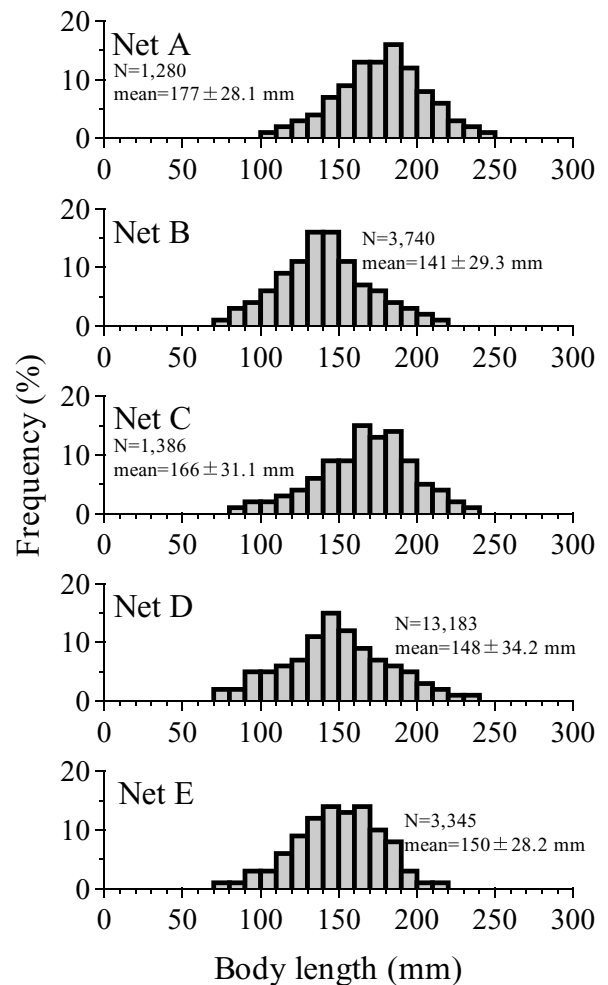 20
Net A
N=1,280
mean=177±28.1 mm
10
0
0 50 100 150 200 250 300
20
Net B
N=3,740
mean=141±29.3 mm
10
0
0 50 100 150 200 250 300
Frequency (%)
20
Net C
N=1,386
mean=166±31.1 mm
10
0
0 50 100 150 200 250 300
20
Net D
N=13,183
mean=148±34.2 mm
10
0
0 50 100 150 200 250 300
20
Net E
N=3,345
mean=150±28.2 mm
10
0
0 50 100 150 200 250 300
Body length (mm)